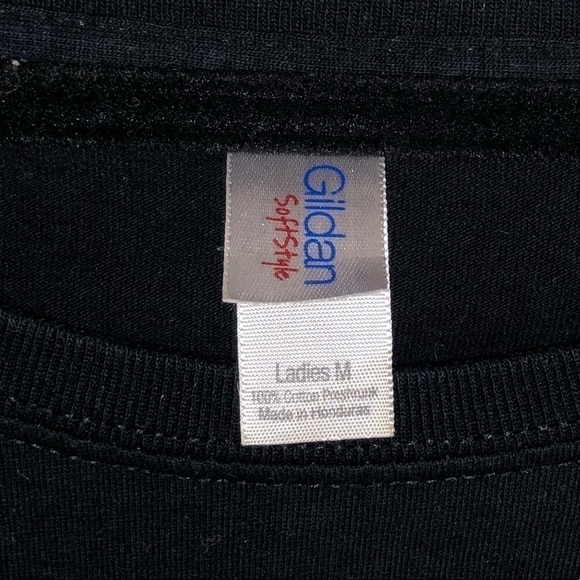 Gildan
SoftStyle
Ladies M
100% Cotton Preshrunk
Made in Honduras